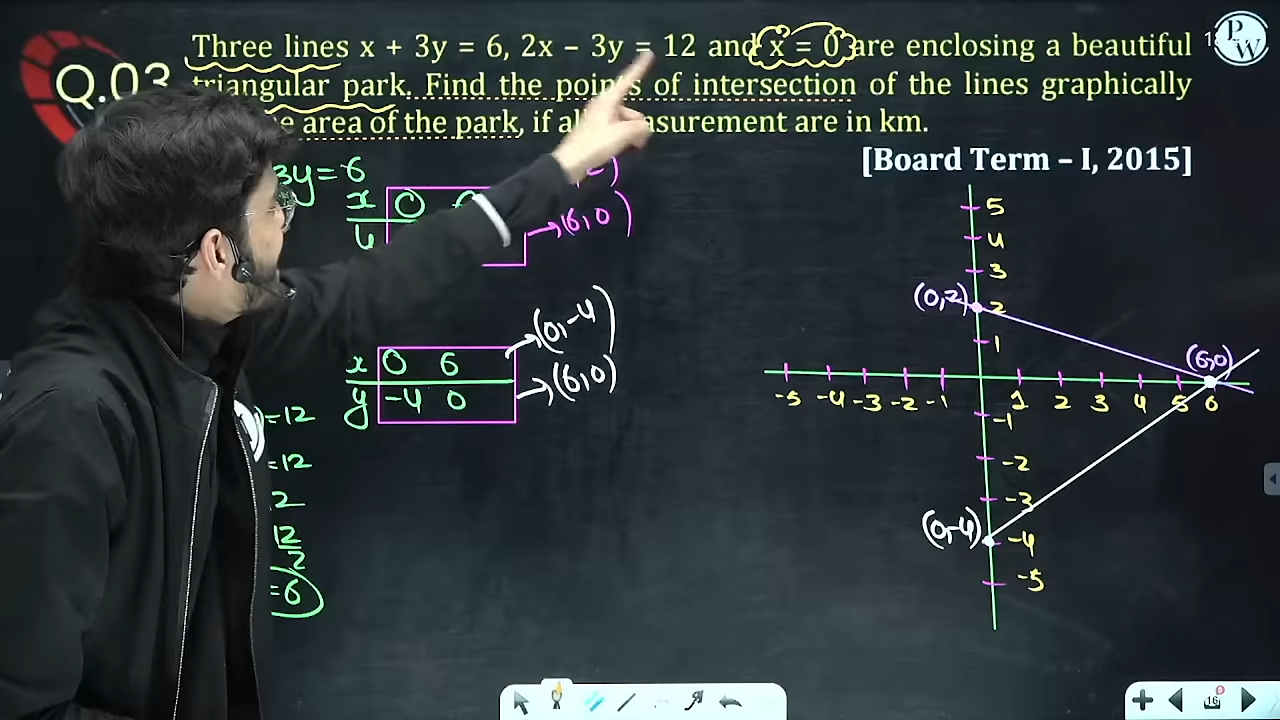 Q.03
Three lines x + 3y = 6, 2x − 3y = 12 and x = 0 are enclosing a beautiful
triangular park. Find the points of intersection of the lines graphically
area of the park, if all measurement are in km.
[Board Term – I, 2015]
PW
3y=6
x 0
y
→(6,0)
x 0 6
y -4 0
→(0,-4)
→(6,0)
=12
=12
2
12
2
=6
5
4
3
(0,2) 2
1
(6,0)
-5 -4 -3 -2 -1 1 2 3 4 5 6
-1
-2
-3
(0,-4) -4
-5
16